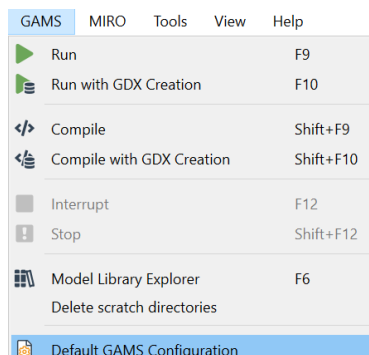 GAMS MIRO Tools View Help
Run F9
Run with GDX Creation F10
Compile Shift+F9
Compile with GDX Creation Shift+F10
Interrupt F12
Stop Shift+F12
Model Library Explorer F6
Delete scratch directories
Default GAMS Configuration